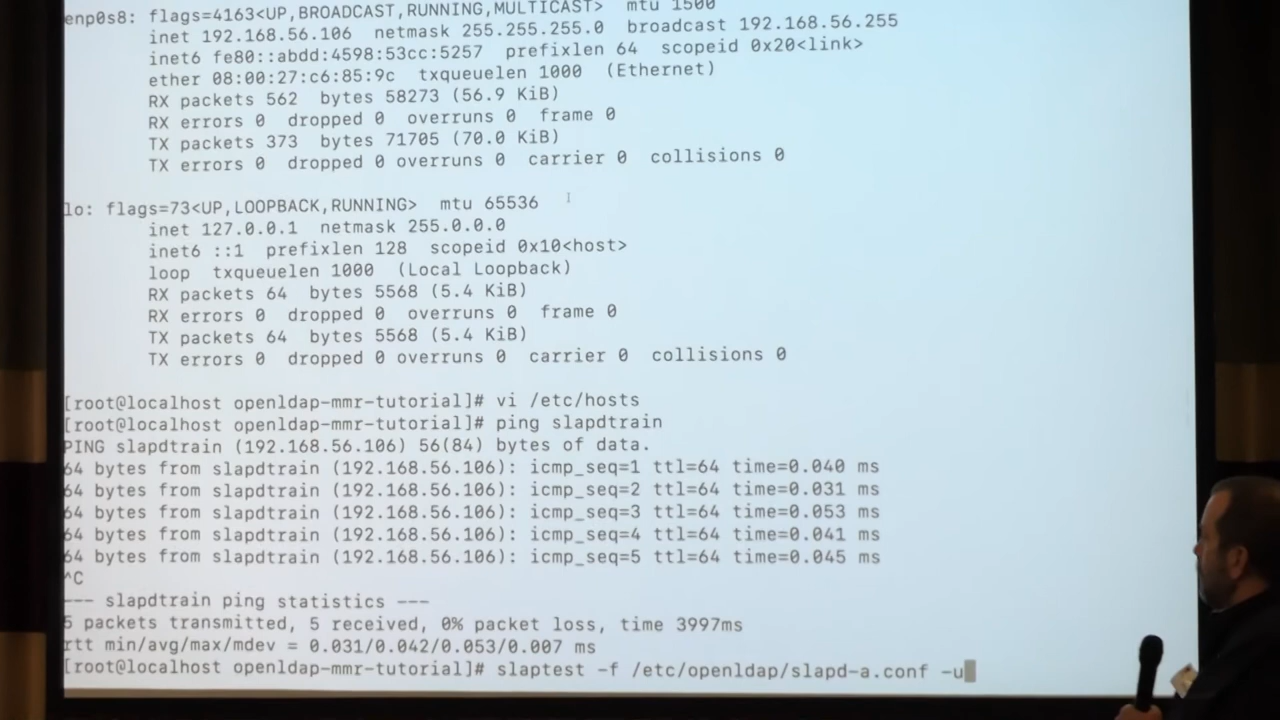 enp0s8: flags=4163<UP,BROADCAST,RUNNING,MULTICAST>  mtu 1500
        inet 192.168.56.106  netmask 255.255.255.0  broadcast 192.168.56.255
        inet6 fe80::abdd:4598:53cc:5257  prefixlen 64  scopeid 0x20<link>
        ether 08:00:27:c6:85:9c  txqueuelen 1000  (Ethernet)
        RX packets 562  bytes 58273 (56.9 KiB)
        RX errors 0  dropped 0  overruns 0  frame 0
        TX packets 373  bytes 71705 (70.0 KiB)
        TX errors 0  dropped 0 overruns 0  carrier 0  collisions 0
lo: flags=73<UP,LOOPBACK,RUNNING>  mtu 65536
        inet 127.0.0.1  netmask 255.0.0.0
        inet6 ::1  prefixlen 128  scopeid 0x10<host>
        loop  txqueuelen 1000  (Local Loopback)
        RX packets 64  bytes 5568 (5.4 KiB)
        RX errors 0  dropped 0  overruns 0  frame 0
        TX packets 64  bytes 5568 (5.4 KiB)
        TX errors 0  dropped 0 overruns 0  carrier 0  collisions 0
[root@localhost openldap-mmr-tutorial]# vi /etc/hosts
[root@localhost openldap-mmr-tutorial]# ping slapdtrain
PING slapdtrain (192.168.56.106) 56(84) bytes of data.
64 bytes from slapdtrain (192.168.56.106): icmp_seq=1 ttl=64 time=0.040 ms
64 bytes from slapdtrain (192.168.56.106): icmp_seq=2 ttl=64 time=0.031 ms
64 bytes from slapdtrain (192.168.56.106): icmp_seq=3 ttl=64 time=0.053 ms
64 bytes from slapdtrain (192.168.56.106): icmp_seq=4 ttl=64 time=0.041 ms
64 bytes from slapdtrain (192.168.56.106): icmp_seq=5 ttl=64 time=0.045 ms
^C
--- slapdtrain ping statistics ---
5 packets transmitted, 5 received, 0% packet loss, time 3997ms
rtt min/avg/max/mdev = 0.031/0.042/0.053/0.007 ms
[root@localhost openldap-mmr-tutorial]# slaptest -f /etc/openldap/slapd-a.conf -u